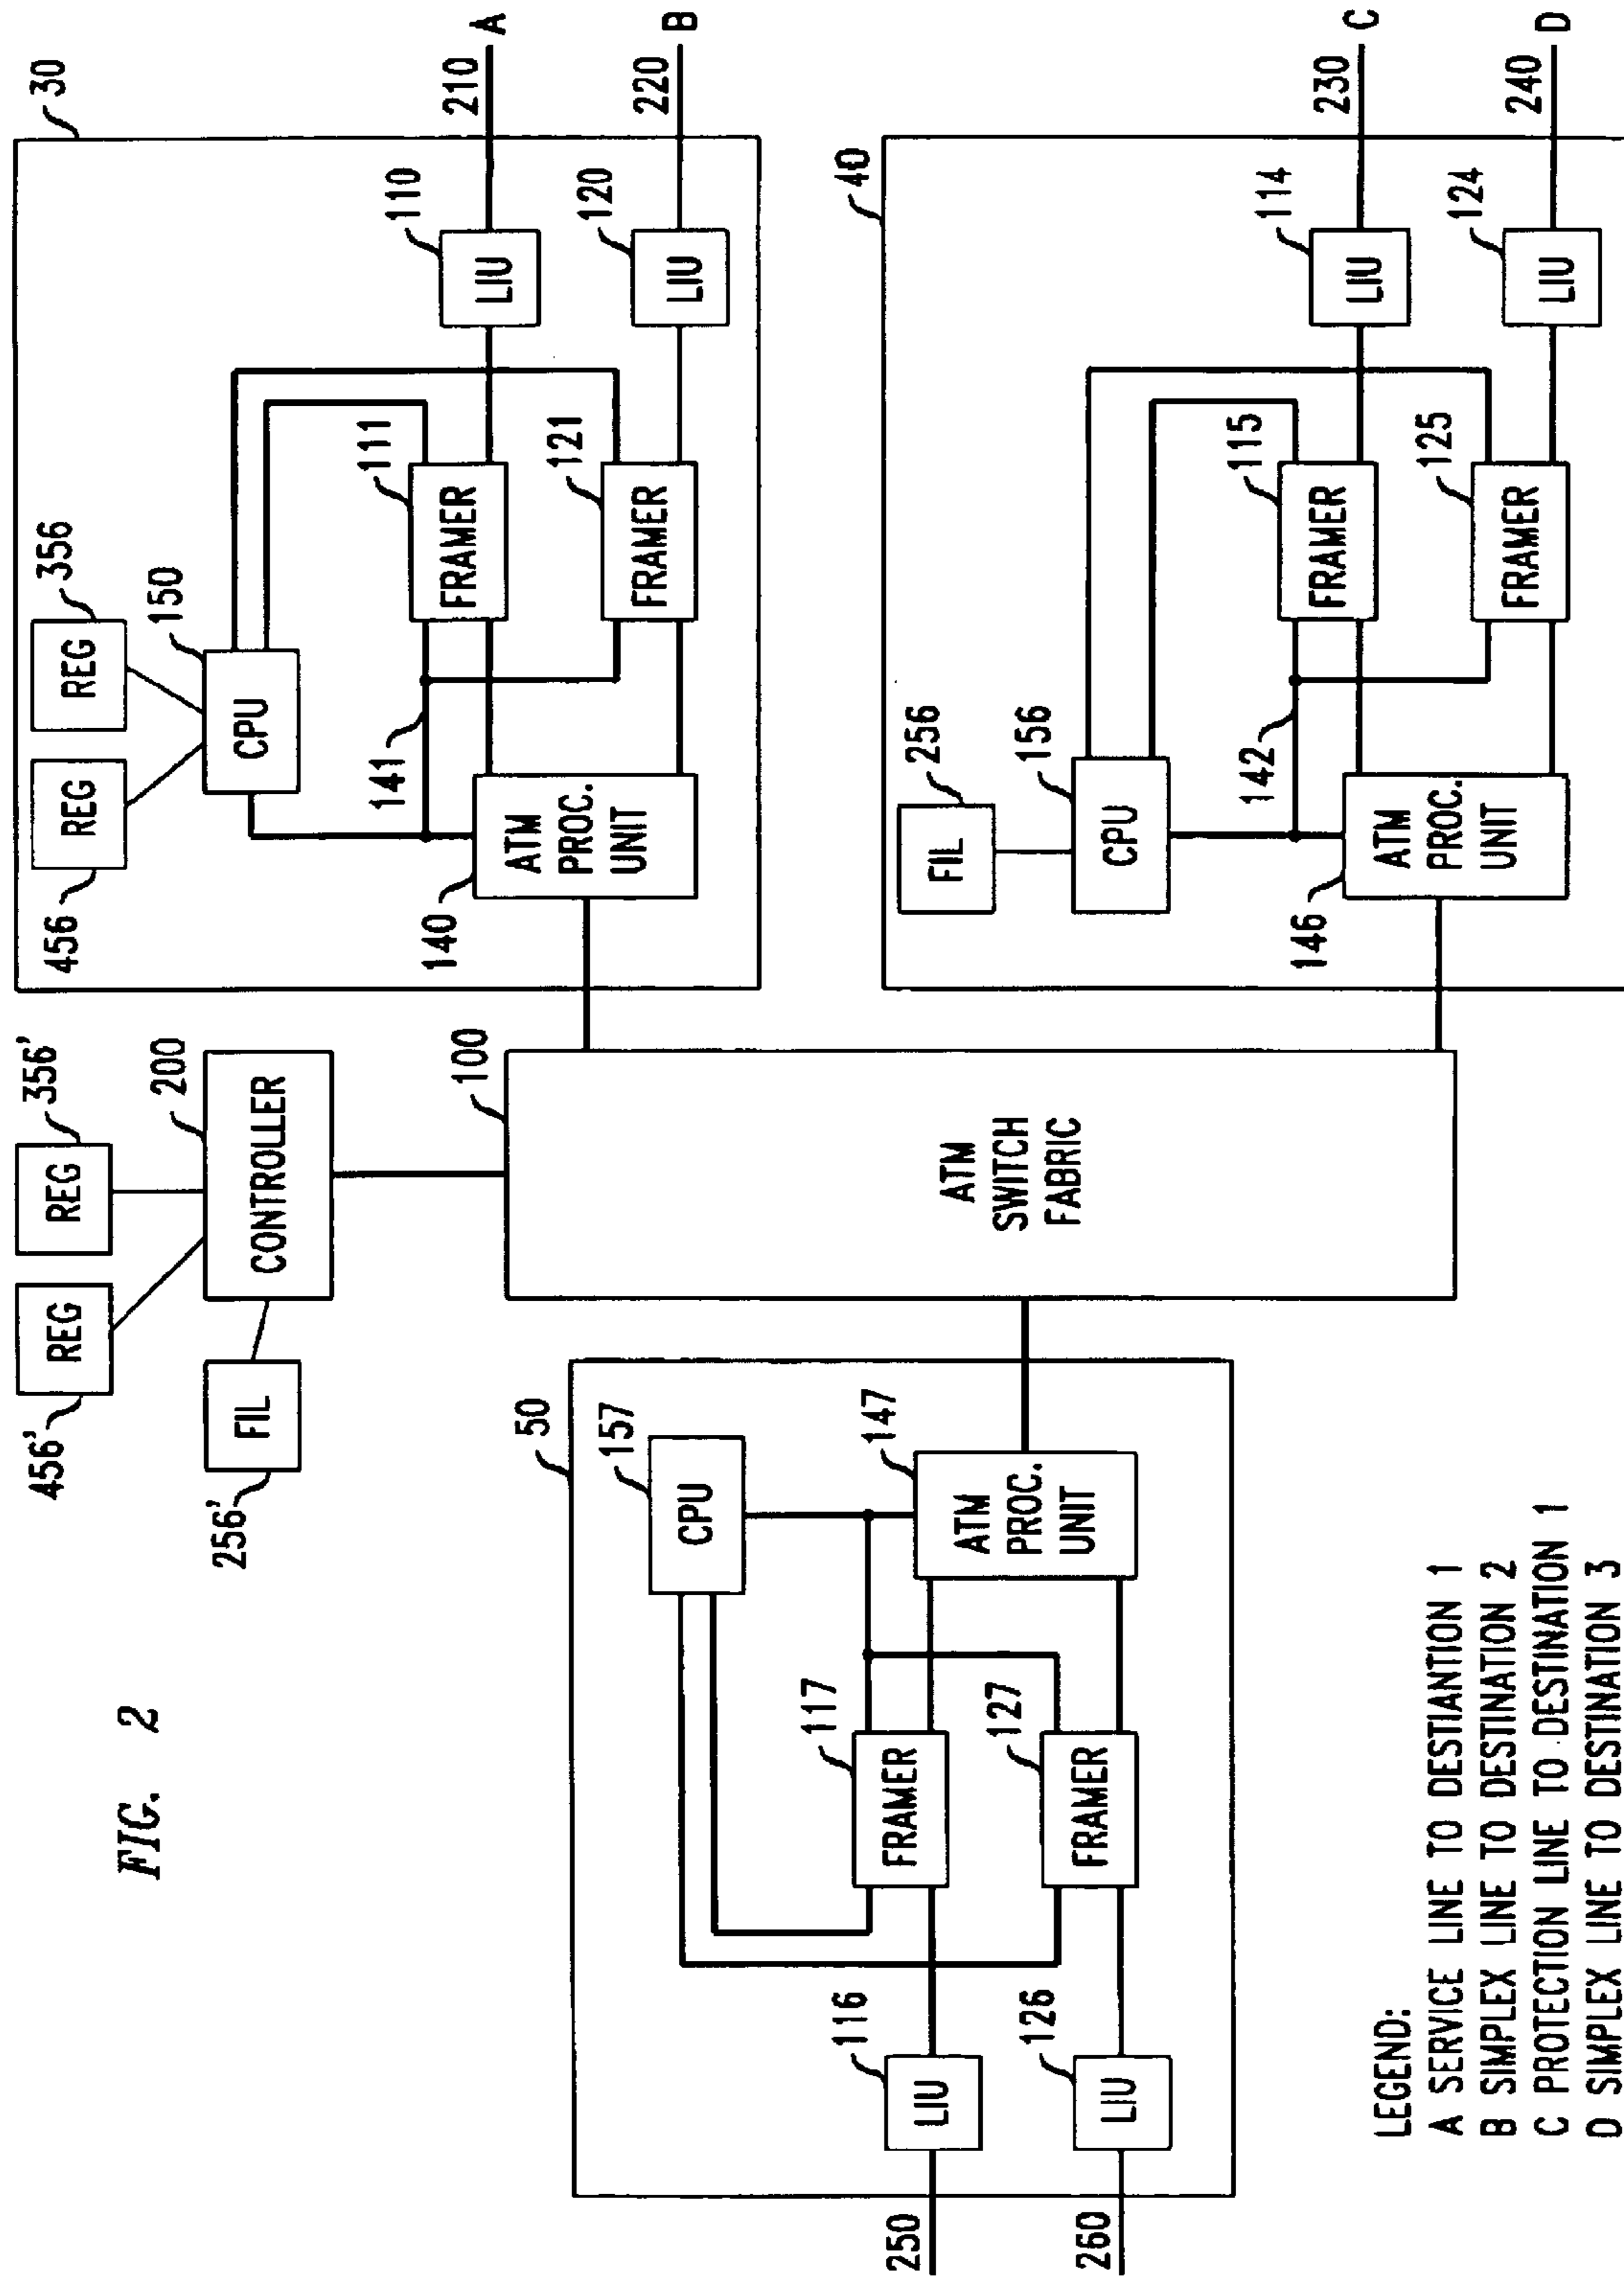 FIG. 2
456'
REG
356'
REG
256'
FIL
200
CONTROLLER
100
ATM
SWITCH
FABRIC
50
157
CPU
147
ATM
PROC.
UNIT
117
FRAMER
127
FRAMER
116
LIU
126
LIU
250
260
30
456
REG
356
REG
150
CPU
141
140
ATM
PROC.
UNIT
111
FRAMER
121
FRAMER
110
LIU
120
LIU
210
A
220
B
40
256
FIL
156
CPU
142
146
ATM
PROC.
UNIT
115
FRAMER
125
FRAMER
114
LIU
124
LIU
230
C
240
D
LEGEND:
A SERVICE LINE TO DESTIANTION 1
B SIMPLEX LINE TO DESTINATION 2
C PROTECTION LINE TO DESTINATION 1
D SIMPLEX LINE TO DESTINATION 3